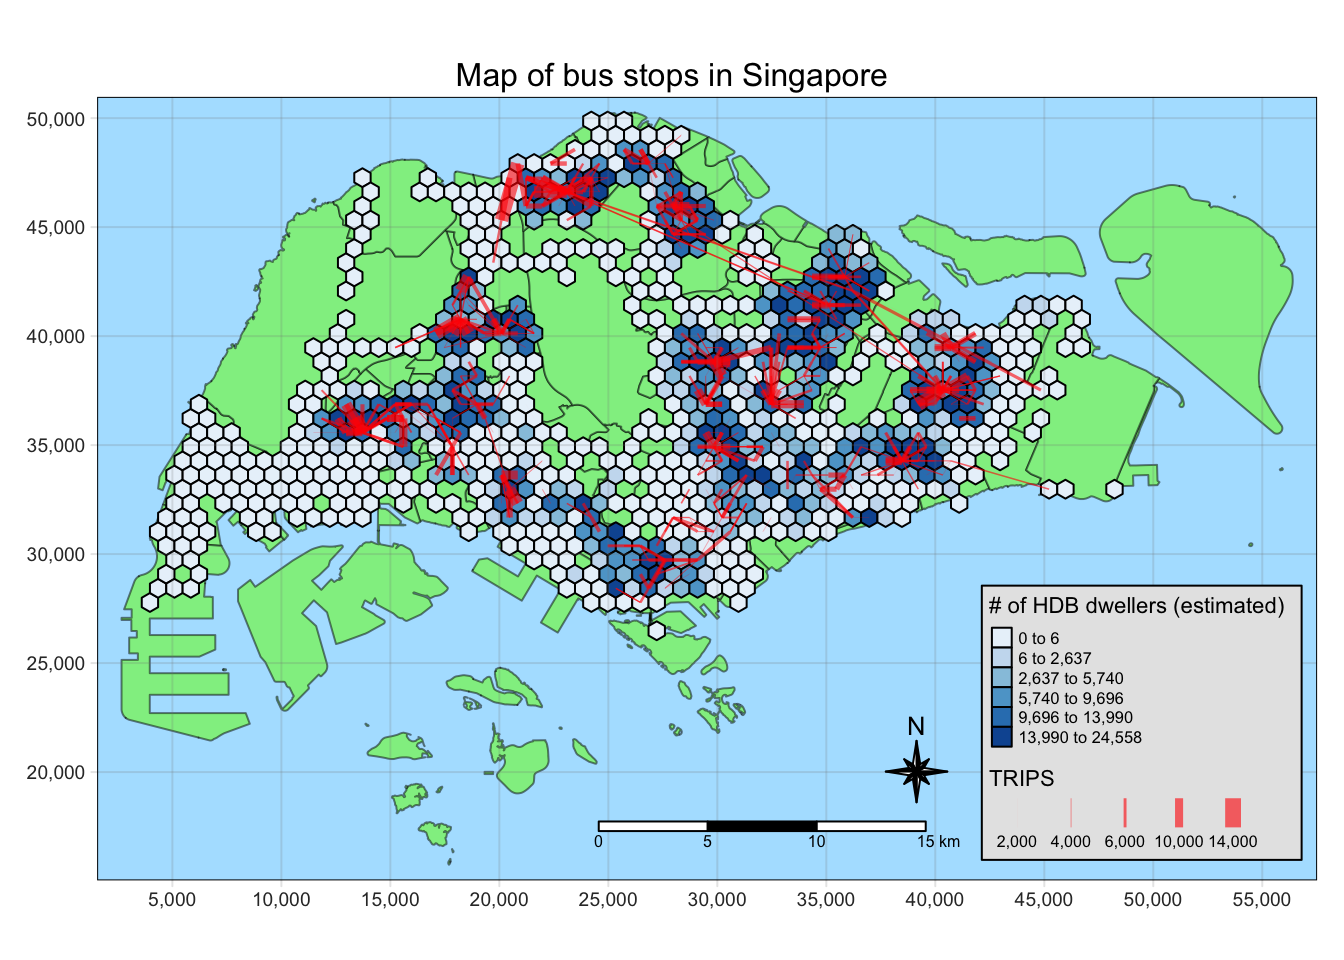 Map of bus stops in Singapore
50,000
45,000
40,000
35,000
30,000
25,000
20,000
# of HDB dwellers (estimated)
0 to 6
6 to 2,637
2,637 to 5,740
5,740 to 9,696
9,696 to 13,990
13,990 to 24,558
TRIPS
2,000 4,000 6,000 10,000 14,000
N
0 5 10 15 km
5,000 10,000 15,000 20,000 25,000 30,000 35,000 40,000 45,000 50,000 55,000